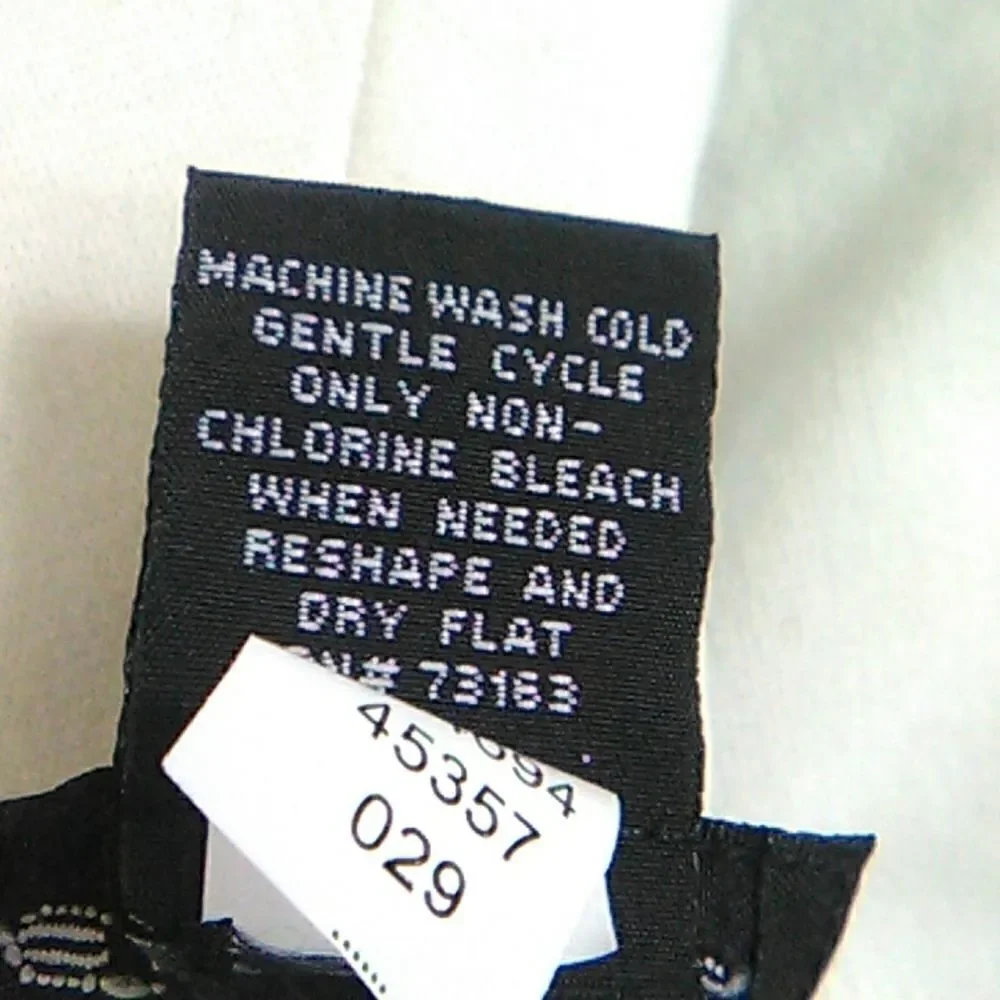 MACHINE WASH COLD
GENTLE CYCLE
ONLY NON-
CHLORINE BLEACH
WHEN NEEDED
RESHAPE AND
DRY FLAT
73163
45357
029